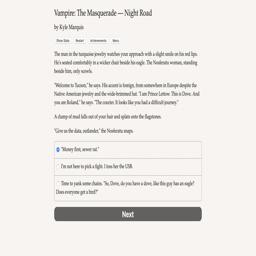 Vampire: The Masquerade — Night Road
by Kyle Marquis
Show Stats Restart Achievements Menu
The man in the turquoise jewelry watches your approach with a slight smile on his red lips.
He's seated comfortably in a wicker chair beside his eagle. The Nosferatu woman, standing
beside him, only scowls.
"Welcome to Tucson," he says. His accent is foreign, from somewhere in Europe despite the
Native American jewelry and the wide-brimmed hat. "I am Prince Lettow. This is Dove. And
you are Roland," he says. "The courier. It looks like you had a difficult journey."
A clump of mud falls out of your hair and splats onto the flagstones.
"Give us the data, outlander," the Nosferatu snaps.
"Money first, sewer rat."
I'm not here to pick a fight. I toss her the USB.
Time to yank some chains. "So, Dove, do you have a dove, like this guy has an eagle?
Does everyone get a bird?"
Next